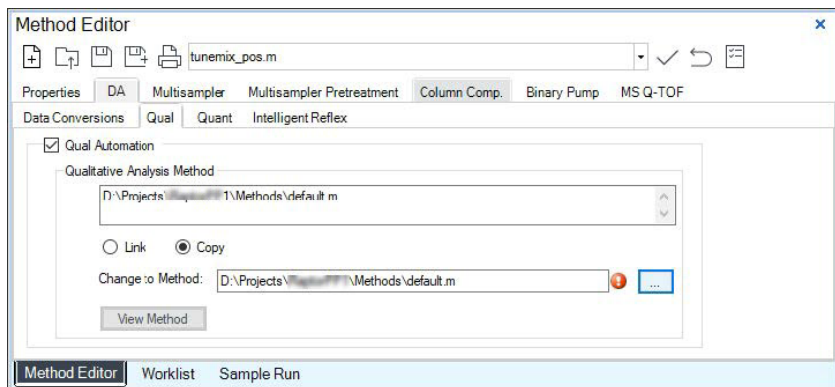 Method Editor
tunemix_pos.m
Properties DA Multisampler Multisampler Pretreatment Column Comp. Binary Pump MS Q-TOF
Data Conversions Qual Quant Intelligent Reflex
Qual Automation
Qualitative Analysis Method
D:\Projects\ 1\Methods\default.m
Link Copy
Change to Method: D:\Projects\ \Methods\default.m
...
View Method
Method Editor Worklist Sample Run